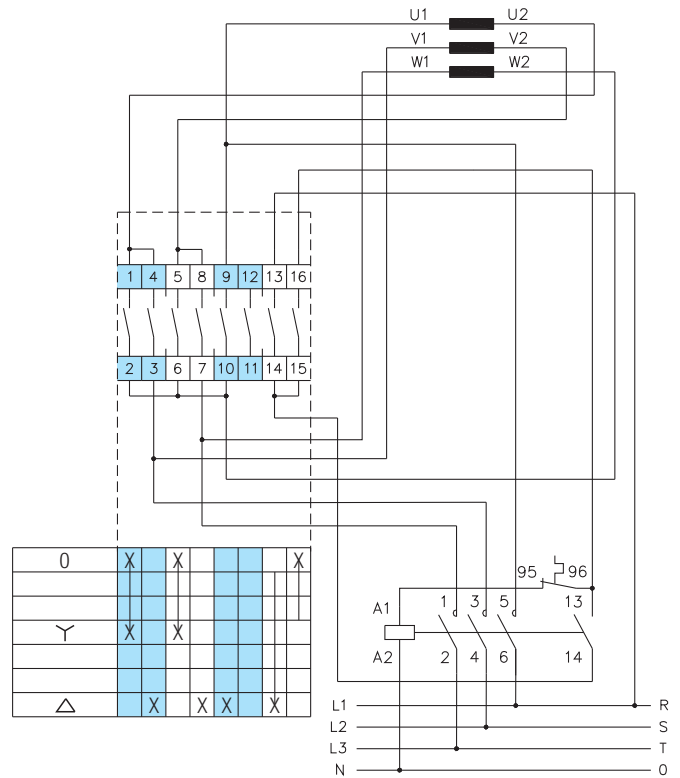 U1 U2
V1 V2
W1 W2
1 4 5 8 9 12 13 16
2 3 6 7 10 11 14 15
0 X X X
95 96
1 3 5 13
A1
X X
A2 2 4 6 14
X X X X
L1 R
L2 S
L3 T
N 0